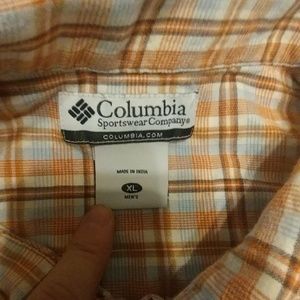 Columbia
Sportswear Company®
COLUMBIA.COM
MADE IN INDIA
XL
MEN'S